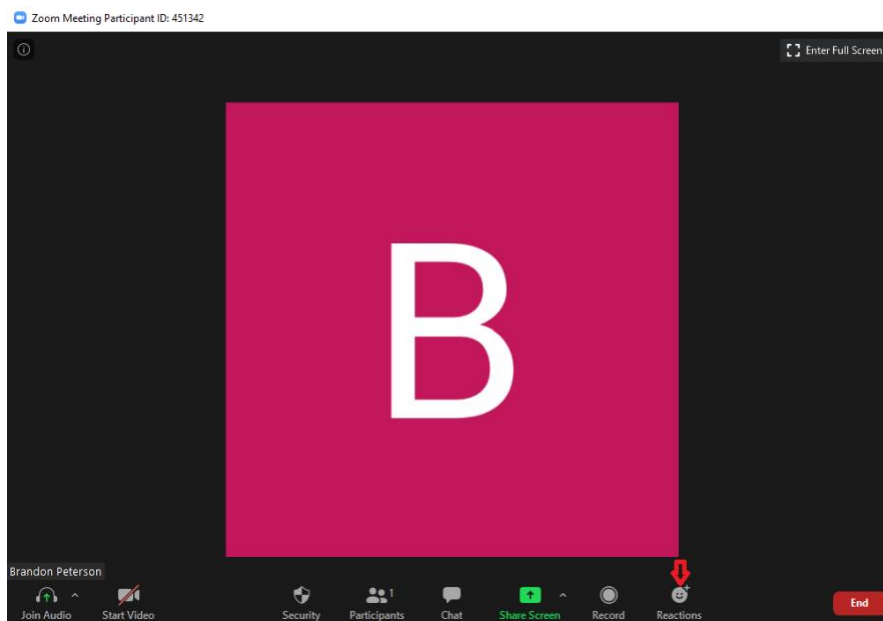 Zoom Meeting Participant ID: 451342
Enter Full Screen
B
Brandon Peterson
1
Join Audio Start Video Security Participants Chat Share Screen Record Reactions End